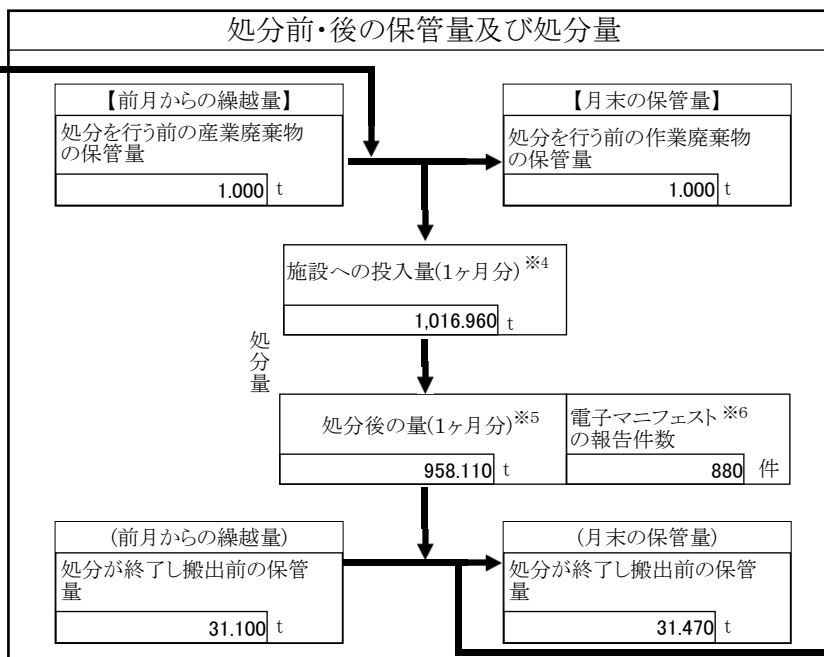 処分前・後の保管量及び処分量
【前月からの繰越量】
処分を行う前の産業廃棄物
の保管量
1.000 t
【月末の保管量】
処分を行う前の作業廃棄物
の保管量
1.000 t
施設への投入量(1ヶ月分)※4
1,016.960 t
処分量
処分後の量(1ヶ月分)※5
958.110 t
電子マニフェスト※6
の報告件数
880 件
(前月からの繰越量)
処分が終了し搬出前の保管
量
31.100 t
(月末の保管量)
処分が終了し搬出前の保管
量
31.470 t